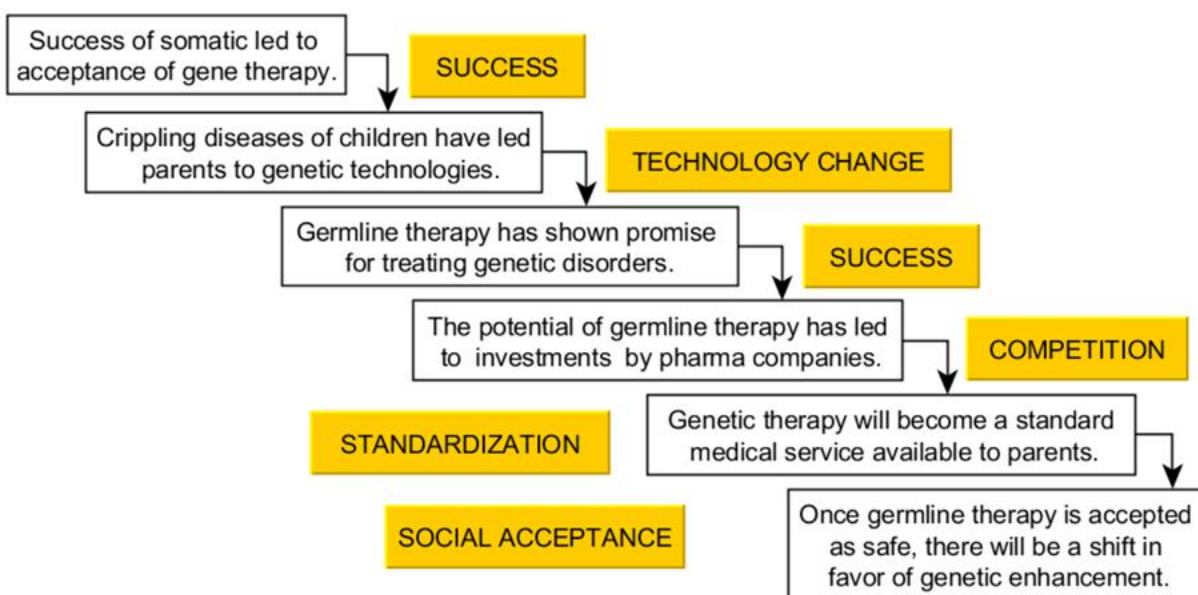 Success of somatic led to
acceptance of gene therapy.
SUCCESS
Crippling diseases of children have led
parents to genetic technologies.
TECHNOLOGY CHANGE
Germline therapy has shown promise
for treating genetic disorders.
SUCCESS
The potential of germline therapy has led
to investments by pharma companies.
COMPETITION
Genetic therapy will become a standard
medical service available to parents.
STANDARDIZATION
Once germline therapy is accepted
as safe, there will be a shift in
favor of genetic enhancement.
SOCIAL ACCEPTANCE